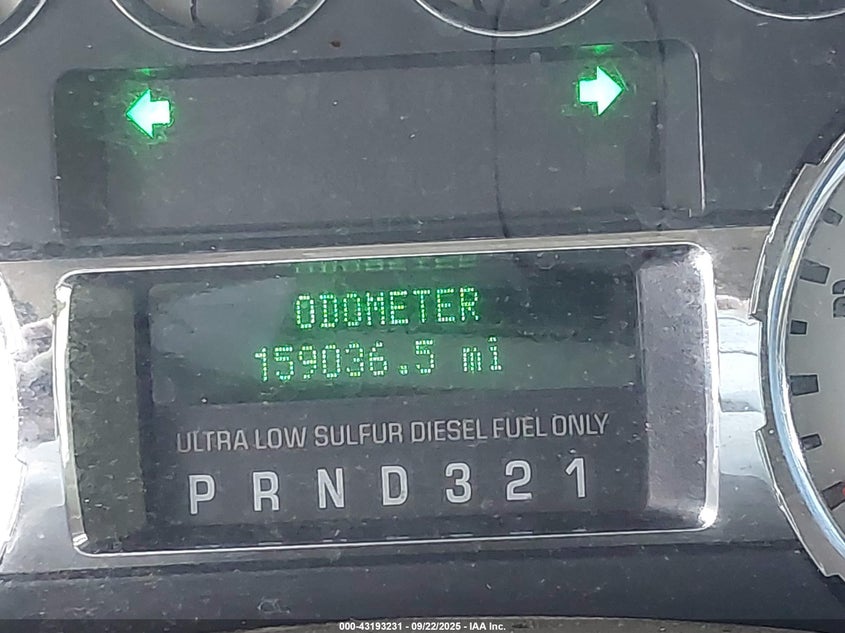 ODOMETER
159036.5 mi
ULTRA LOW SULFUR DIESEL FUEL ONLY
P R N D 3 2 1
000-43193231 - 09/22/2025 - IAA Inc.